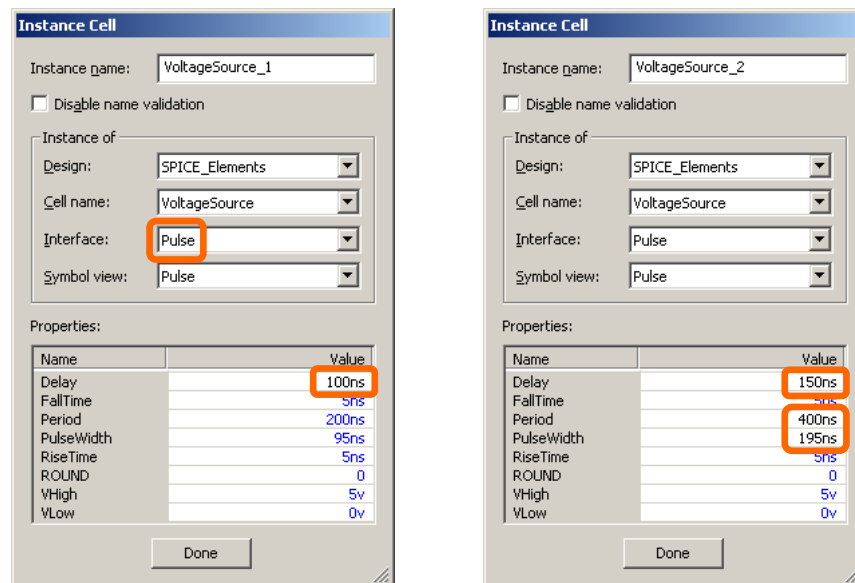 Instance Cell
Instance name: VoltageSource_1
Disable name validation
Instance of
Design: SPICE_Elements
Cell name: VoltageSource
Interface: Pulse
Symbol view: Pulse
Properties:
Name Value
Delay 100ns
FallTime 5ns
Period 200ns
PulseWidth 95ns
RiseTime 5ns
ROUND 0
VHigh 5v
VLow 0v
Done
Instance Cell
Instance name: VoltageSource_2
Disable name validation
Instance of
Design: SPICE_Elements
Cell name: VoltageSource
Interface: Pulse
Symbol view: Pulse
Properties:
Name Value
Delay 150ns
FallTime 5ns
Period 400ns
PulseWidth 195ns
RiseTime 5ns
ROUND 0
VHigh 5v
VLow 0v
Done